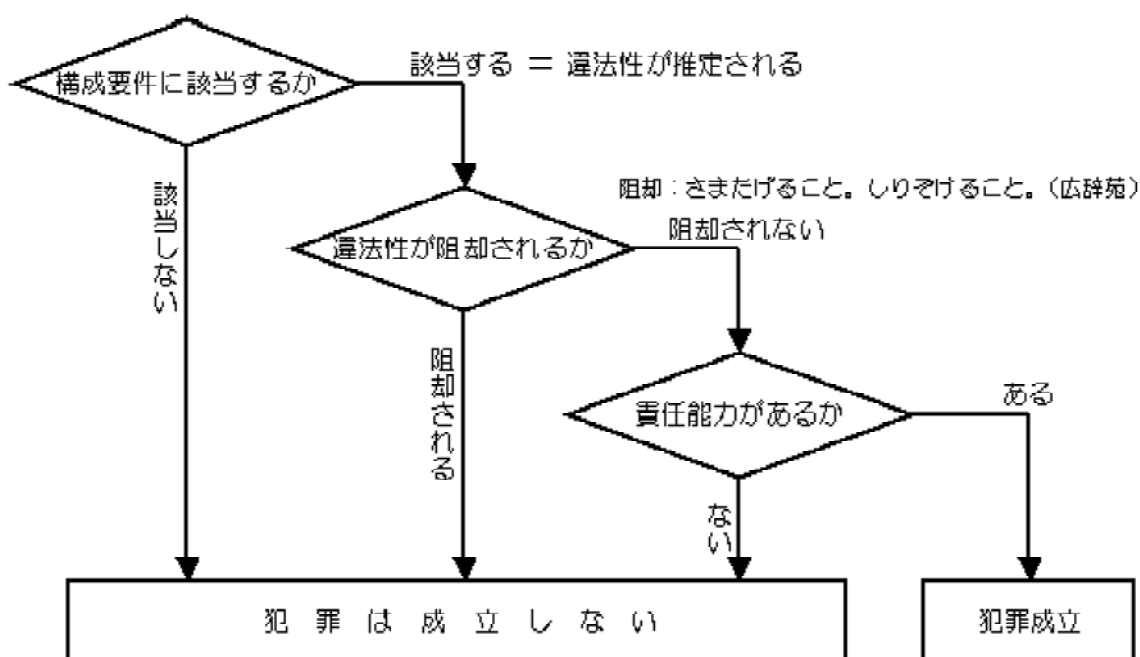 構成要件に該当するか
該当する ＝ 違法性が推定される
該当しない
阻却：さまたげること。しりぞけること。（広辞苑）
違法性が阻却されるか
阻却されない
阻却される
責任能力があるか
ある
ない
犯罪は成立しない
犯罪成立